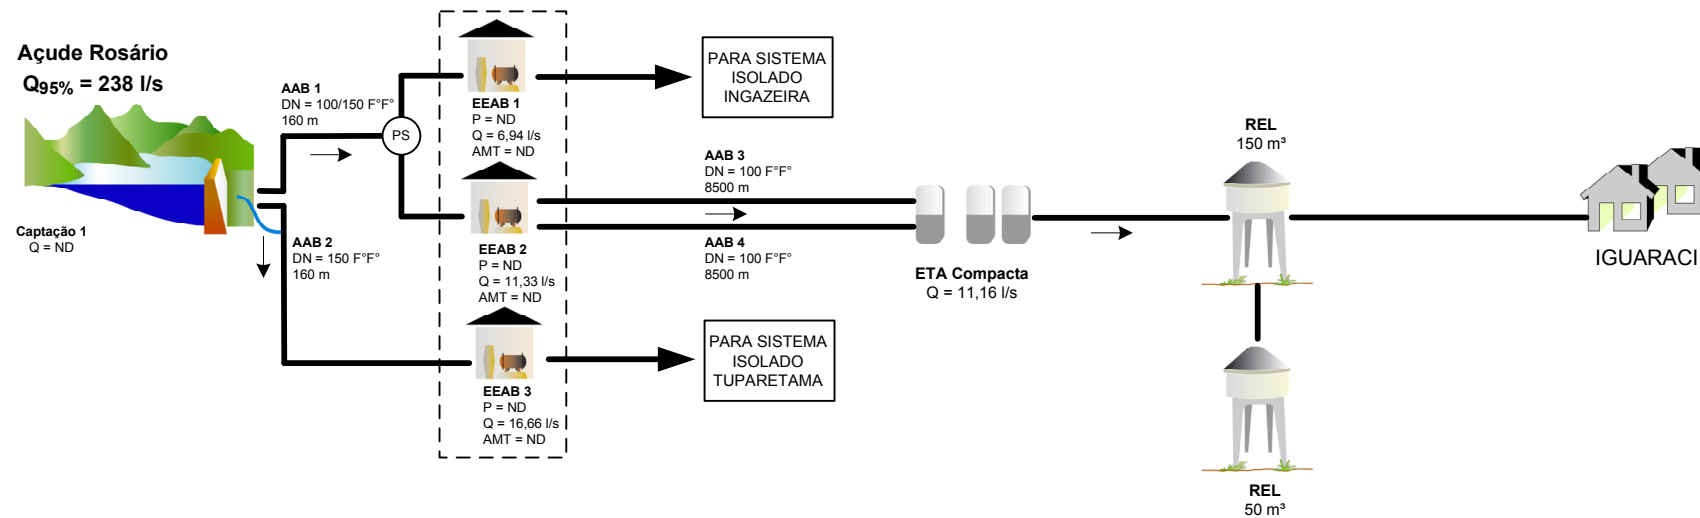 Açude Rosário
Q95% = 238 l/s
Captação 1
Q = ND
AAB 1
DN = 100/150 F°F°
160 m
AAB 2
DN = 150 F°F°
160 m
PS
EEAB 1
P = ND
Q = 6,94 l/s
AMT = ND
EEAB 2
P = ND
Q = 11,33 l/s
AMT = ND
EEAB 3
P = ND
Q = 16,66 l/s
AMT = ND
PARA SISTEMA
ISOLADO
INGAZEIRA
AAB 3
DN = 100 F°F°
8500 m
AAB 4
DN = 100 F°F°
8500 m
PARA SISTEMA
ISOLADO
TUPARETAMA
ETA Compacta
Q = 11,16 l/s
REL
150 m³
REL
50 m³
IGUARACI